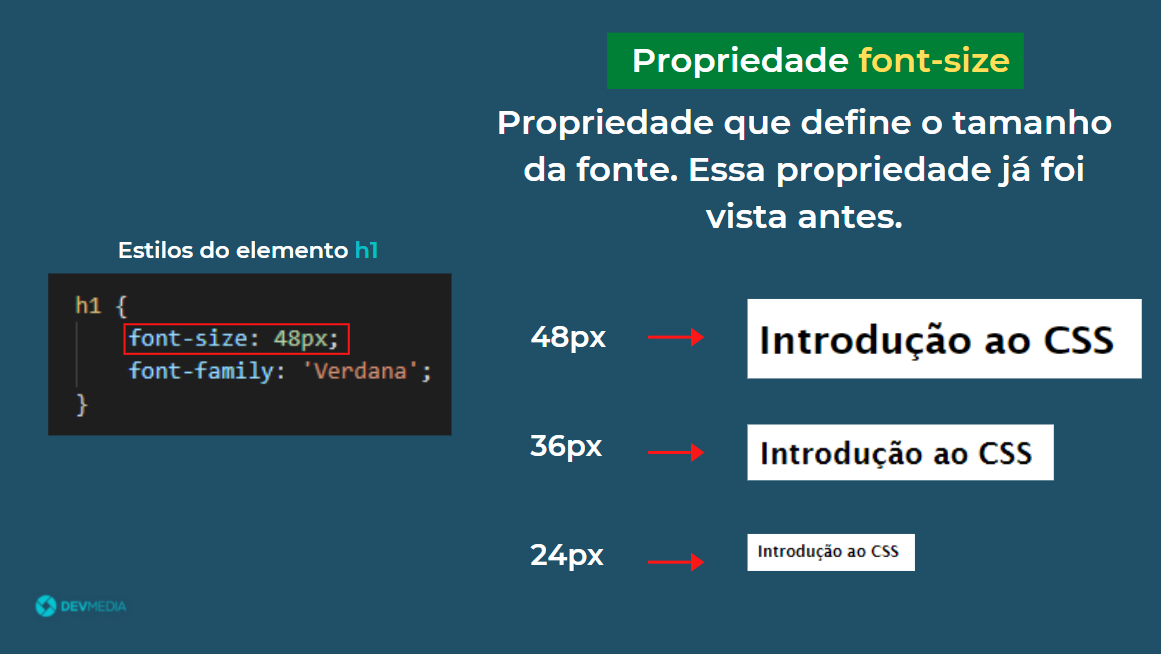 Propriedade font-size
Propriedade que define o tamanho
da fonte. Essa propriedade já foi
vista antes.
Estilos do elemento h1
h1 {
font-size: 48px;
font-family: 'Verdana';
}
48px
Introdução ao CSS
36px
Introdução ao CSS
24px
Introdução ao CSS
DEVMEDIA